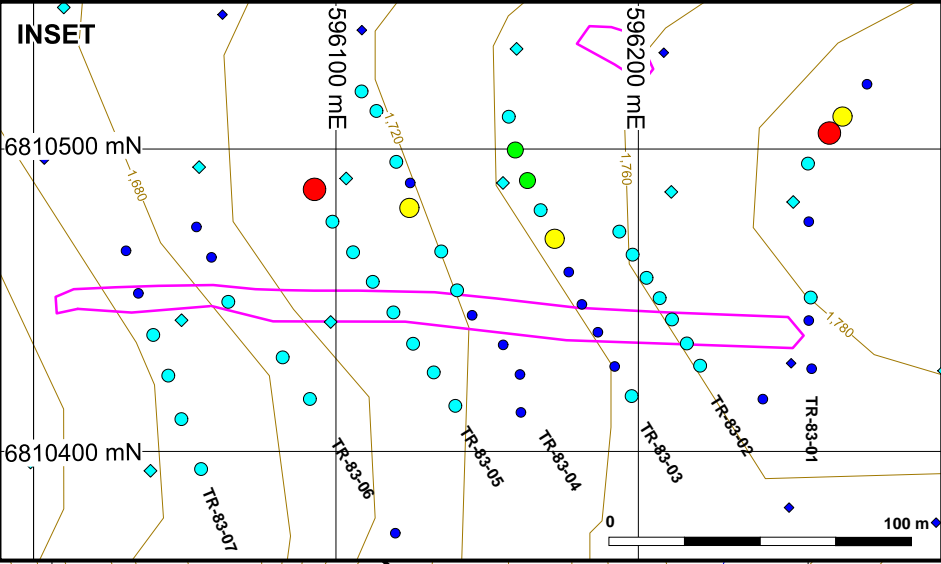 INSET
596100 mE
596200 mE
1,720
6810500 mN
1,680
1,760
1,780
TR-83-01
TR-83-02
TR-83-03
TR-83-04
TR-83-05
TR-83-06
6810400 mN
TR-83-07
0
100 m